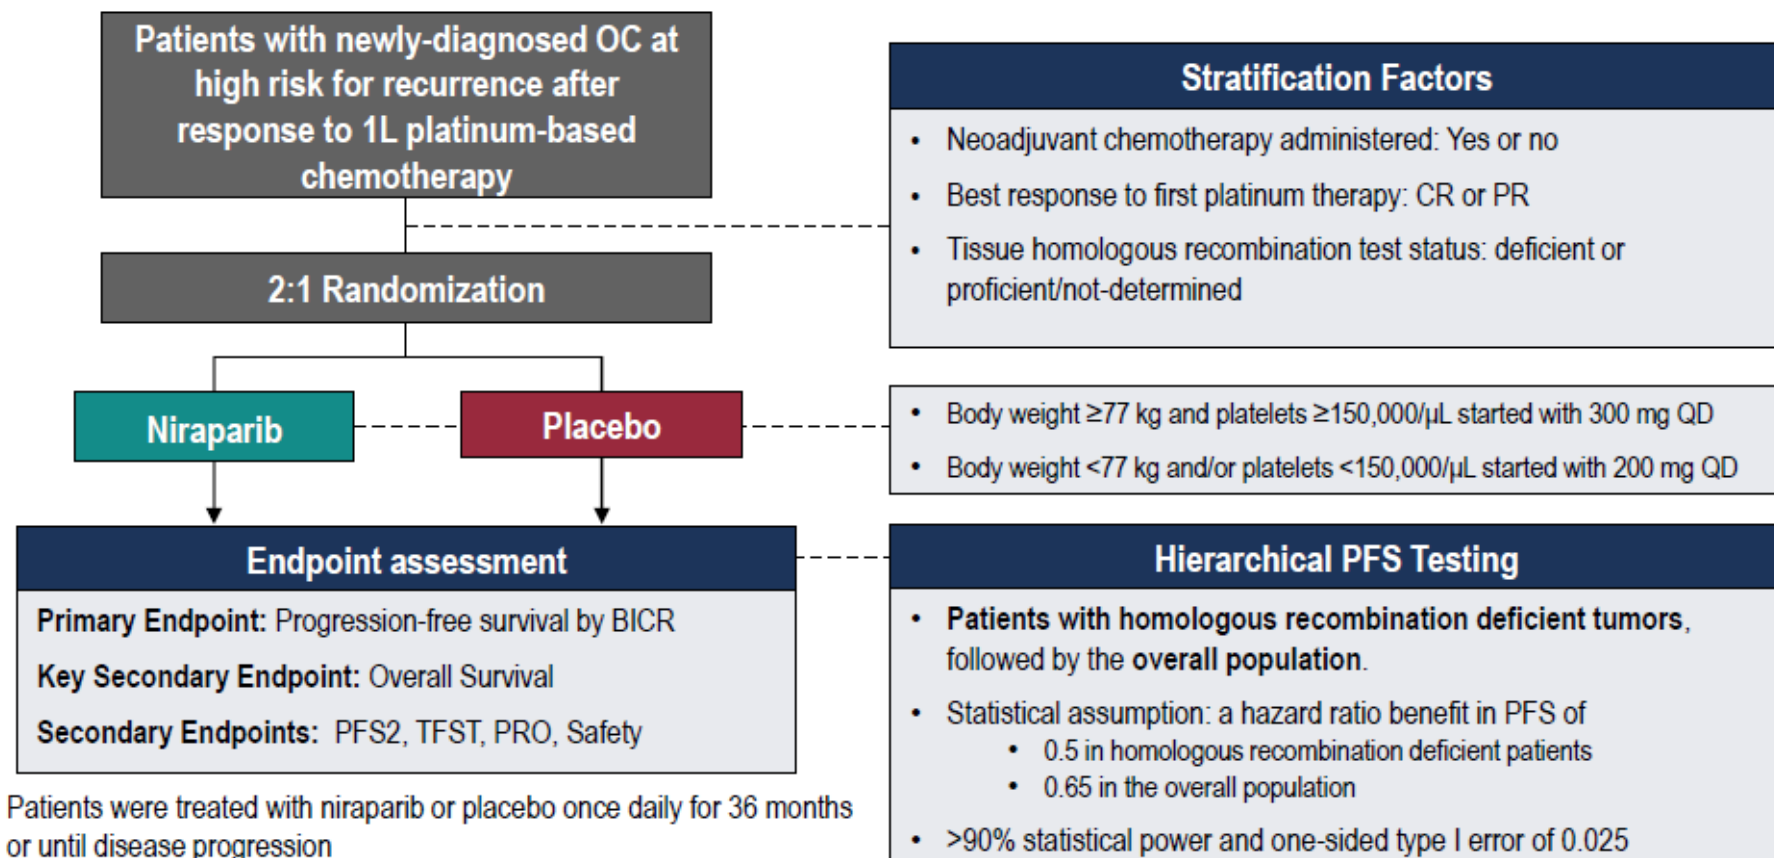 Patients with newly-diagnosed OC at
high risk for recurrence after
response to 1L platinum-based
chemotherapy
2:1 Randomization
Niraparib
Placebo
Endpoint assessment
Primary Endpoint: Progression-free survival by BICR
Key Secondary Endpoint: Overall Survival
Secondary Endpoints: PFS2, TFST, PRO, Safety
Patients were treated with niraparib or placebo once daily for 36 months
or until disease progression
Stratification Factors
• Neoadjuvant chemotherapy administered: Yes or no
• Best response to first platinum therapy: CR or PR
• Tissue homologous recombination test status: deficient or
proficient/not-determined
• Body weight ≥77 kg and platelets ≥150,000/μL started with 300 mg QD
• Body weight <77 kg and/or platelets <150,000/μL started with 200 mg QD
Hierarchical PFS Testing
• Patients with homologous recombination deficient tumors,
followed by the overall population.
• Statistical assumption: a hazard ratio benefit in PFS of
• 0.5 in homologous recombination deficient patients
• 0.65 in the overall population
• >90% statistical power and one-sided type I error of 0.025